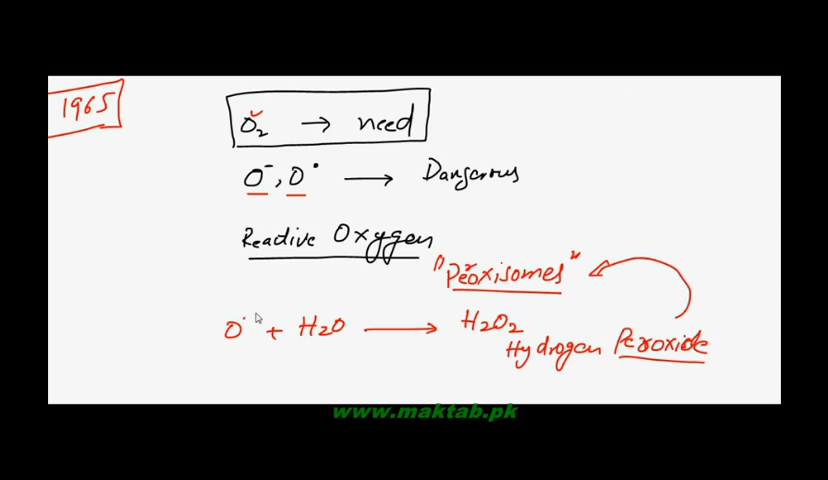 1965
O₂ → need
O⁻, O• → Dangerous
Reactive Oxygen
"Peroxisomes"
O• + H2O → H2O2
Hydrogen Peroxide
www.maktab.pk